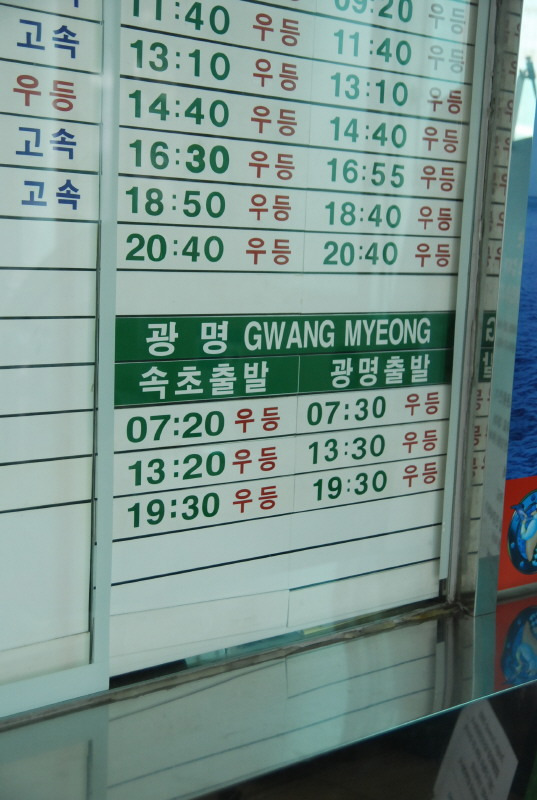 고속
우등
고속
고속
11:40 우등 09:20 우등
13:10 우등 11:40 우등
14:40 우등 13:10 우등
16:30 우등 14:40 우등
18:50 우등 16:55 우등
20:40 우등 18:40 우등
20:40 우등
광명 GWANG MYEONG
속초출발 광명출발
07:20 우등 07:30 우등
13:20 우등 13:30 우등
19:30 우등 19:30 우등